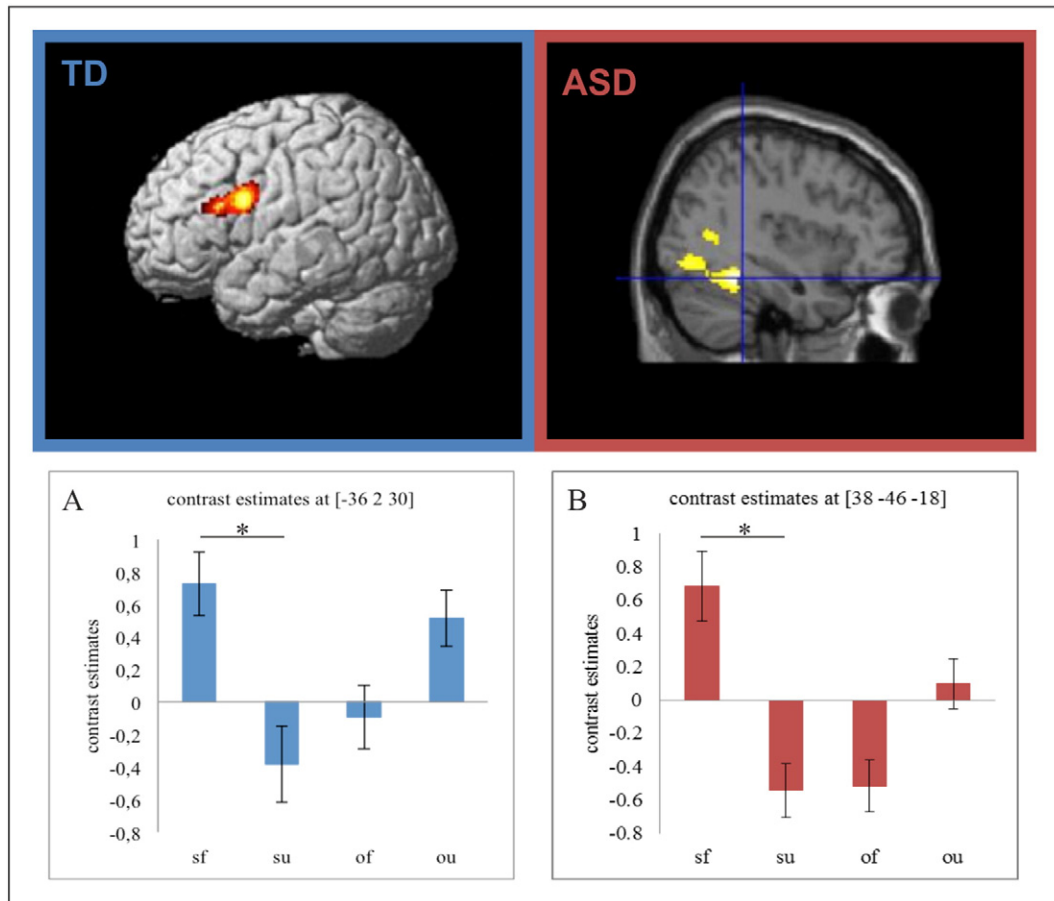 TD
ASD
A
contrast estimates at [-36 2 30]
*
contrast estimates
1
0,8
0,6
0,4
0,2
0
-0,2
-0,4
-0,6
-0,8
sf su of ou
B
contrast estimates at [38 -46 -18]
*
contrast estimates
1
0.8
0.6
0.4
0.2
0
-0.2
-0.4
-0.6
-0.8
sf su of ou